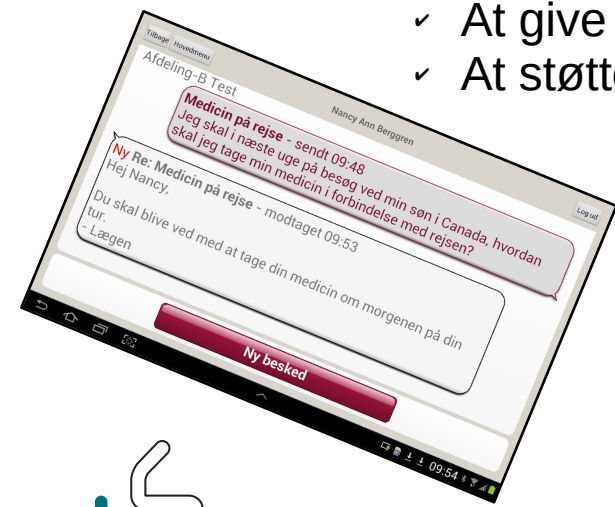 ✔ At give
✔ At støtte
Tilbage
Hovedmenu
Log ud
Afdeling-B Test
Nancy Ann Berggren
Medicin på rejse - sendt 09:48
Jeg skal i næste uge på besøg ved min søn i Canada, hvordan
skal jeg tage min medicin i forbindelse med rejsen?
Ny Re: Medicin på rejse - modtaget 09:53
Hej Nancy,
Du skal blive ved med at tage din medicin om morgenen på din
tur.
- Lægen
Ny besked
09:54